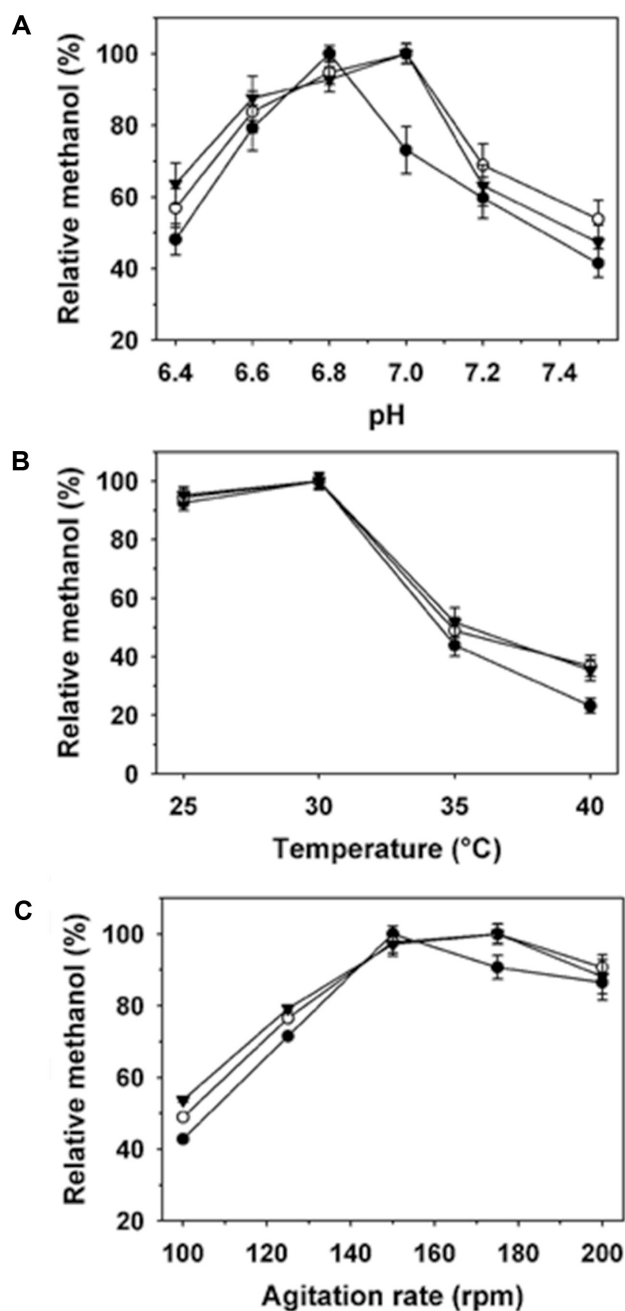 A
Relative methanol (%)
100
80
60
40
20
6.4 6.6 6.8 7.0 7.2 7.4
pH
B
Relative methanol (%)
100
80
60
40
20
0
25 30 35 40
Temperature (°C)
C
Relative methanol (%)
100
80
60
40
20
100 120 140 160 180 200
Agitation rate (rpm)